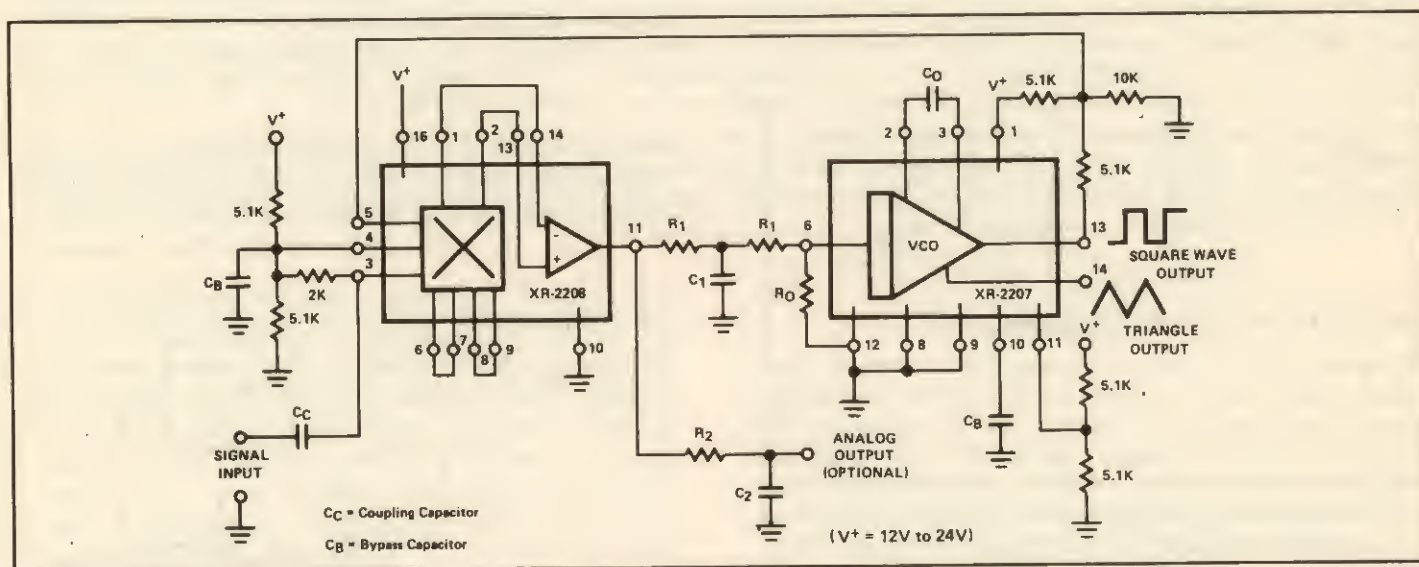 V+
CO
V+
5.1K
10K
V+
16
1
2
13
14
2
3
1
5.1K
5.1K
5
4
3
CB
2K
5.1K
XR-2208
11
R1
R1
C1
6
RO
VCO
XR-2207
13
SQUARE WAVE
OUTPUT
14
TRIANGLE
OUTPUT
V+
6
7
8
9
10
12
8
9
10
11
5.1K
CB
5.1K
CC
SIGNAL
INPUT
R2
C2
ANALOG
OUTPUT
(OPTIONAL)
CC = Coupling Capacitor
CB = Bypass Capacitor
(V+ = 12V to 24V)